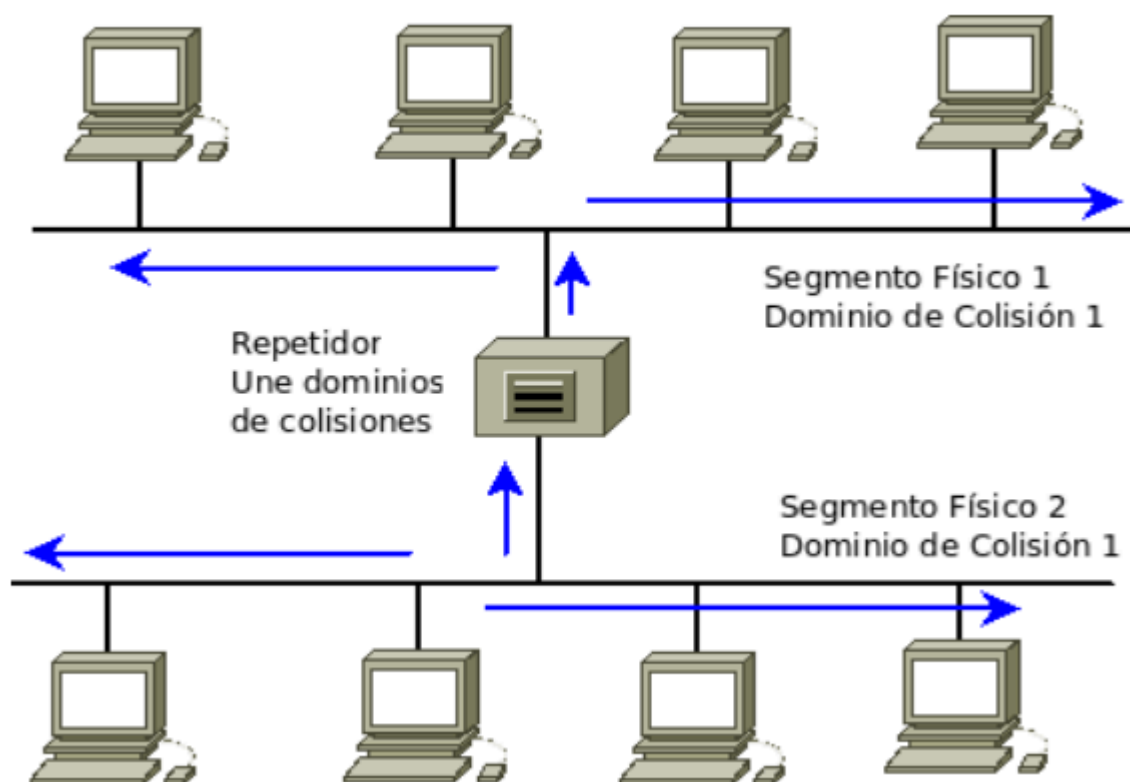 Segmento Físico 1
Dominio de Colisión 1
Repetidor
Une dominios
de colisiones
Segmento Físico 2
Dominio de Colisión 1